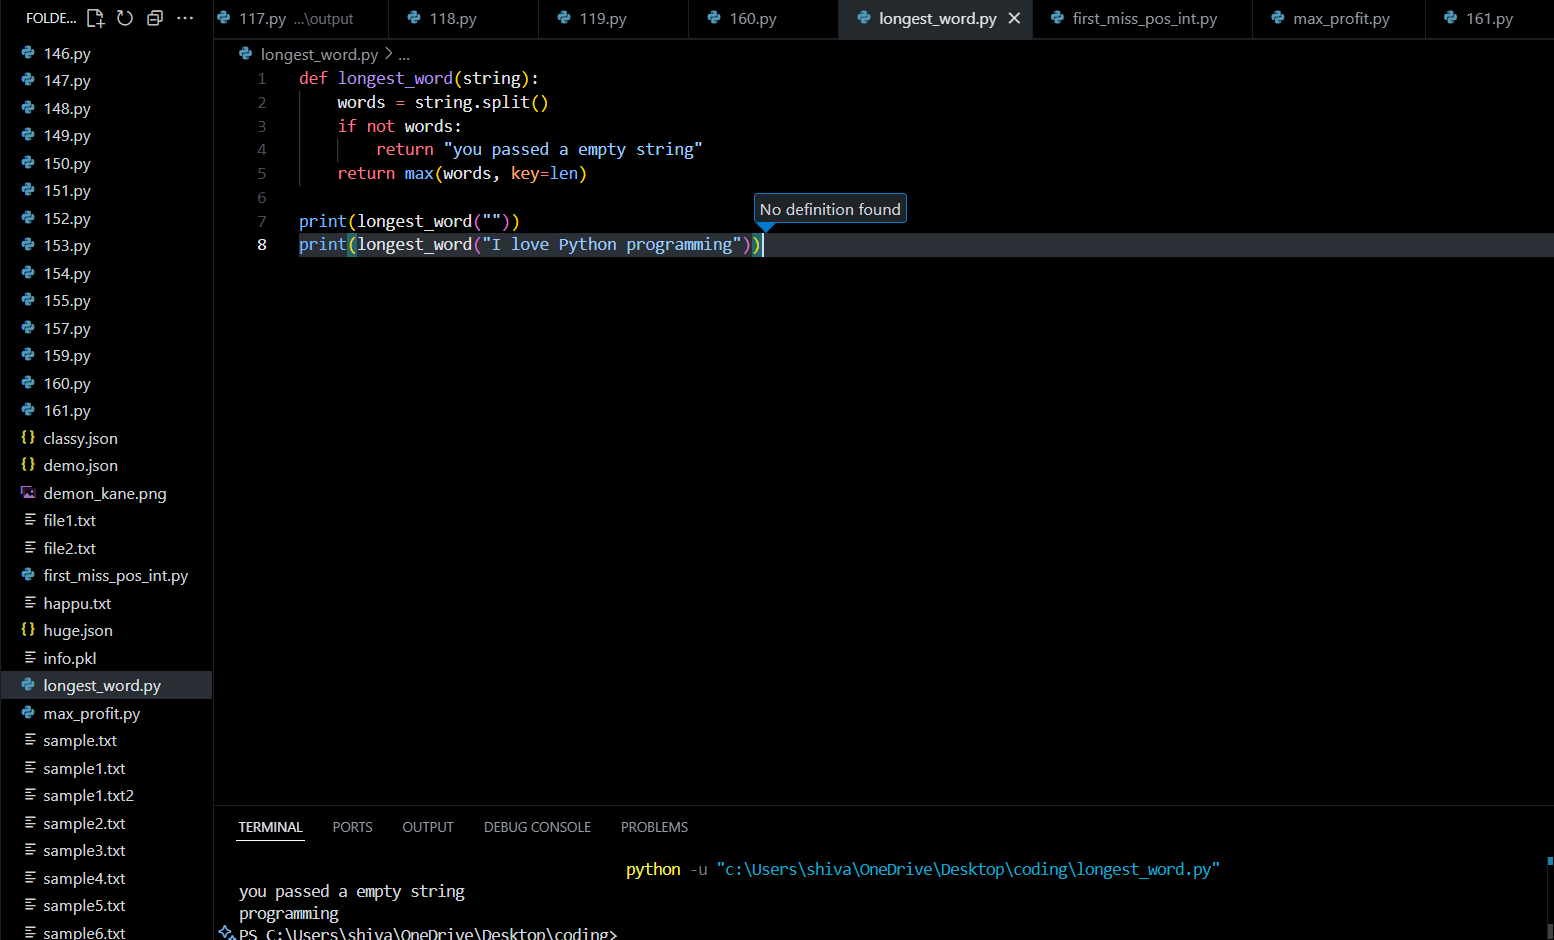 FOLDE...
146.py
147.py
148.py
149.py
150.py
151.py
152.py
153.py
154.py
155.py
157.py
159.py
160.py
161.py
classy.json
demo.json
demon_kane.png
file1.txt
file2.txt
first_miss_pos_int.py
happu.txt
huge.json
info.pkl
longest_word.py
max_profit.py
sample.txt
sample1.txt
sample1.txt2
sample2.txt
sample3.txt
sample4.txt
sample5.txt
sample6.txt
117.py ...\output 118.py 119.py 160.py longest_word.py first_miss_pos_int.py max_profit.py 161.py
longest_word.py > ...
1 def longest_word(string):
2 words = string.split()
3 if not words:
4 return "you passed a empty string"
5 return max(words, key=len)
6
No definition found
7 print(longest_word(""))
8 print(longest_word("I love Python programming"))
TERMINAL PORTS OUTPUT DEBUG CONSOLE PROBLEMS
python -u "c:\Users\shiva\OneDrive\Desktop\coding\longest_word.py"
you passed a empty string
programming
PS C:\Users\shiva\OneDrive\Desktop\coding>